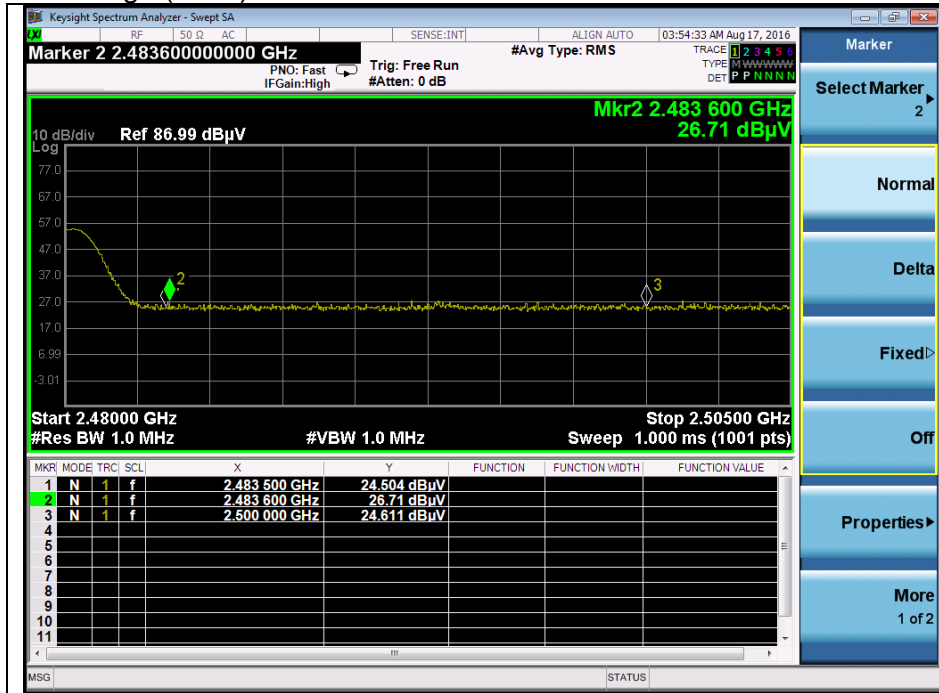 Keysight Spectrum Analyzer - Swept SA
LXI RF 50 Ω AC SENSE:INT ALIGN AUTO 03:54:33 AM Aug 17, 2016
Marker 2 2.483600000000 GHz #Avg Type: RMS TRACE 1 2 3 4 5 6
PNO: Fast Trig: Free Run TYPE M WWWWW
IFGain:High #Atten: 0 dB DET P P N N N N
Mkr2 2.483 600 GHz
26.71 dBµV
10 dB/div Ref 86.99 dBµV
Log
77.0
67.0
57.0
47.0
37.0
27.0
17.0
6.99
-3.01
2
3
Start 2.48000 GHz Stop 2.50500 GHz
#Res BW 1.0 MHz #VBW 1.0 MHz Sweep 1.000 ms (1001 pts)
MKR MODE TRC SCL X Y FUNCTION FUNCTION WIDTH FUNCTION VALUE
1 N 1 f 2.483 500 GHz 24.504 dBµV
2 N 1 f 2.483 600 GHz 26.71 dBµV
3 N 1 f 2.500 000 GHz 24.611 dBµV
4
5
6
7
8
9
10
11
MSG STATUS
Marker
Select Marker
2
Normal
Delta
Fixed
Off
Properties
More
1 of 2